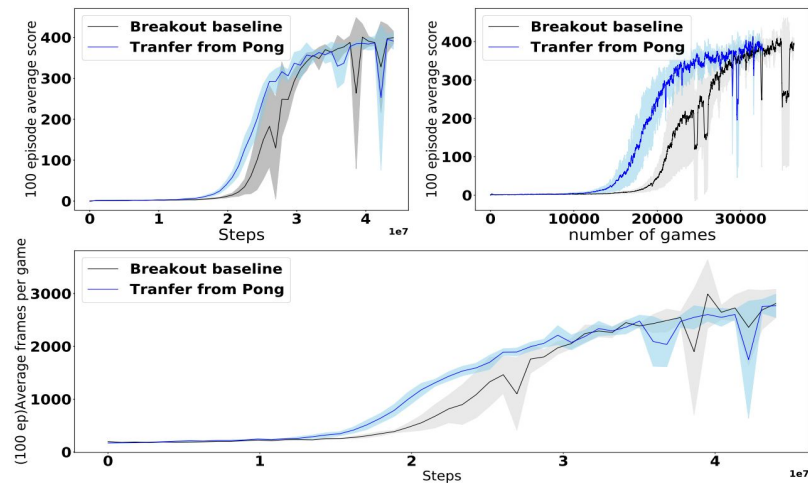 Breakout baseline
Tranfer from Pong
100 episode average score
400
300
200
100
0
0 1 2 3 4
Steps
1e7
Breakout baseline
Tranfer from Pong
100 episode average score
400
300
200
100
0
0 10000 20000 30000
number of games
Breakout baseline
Tranfer from Pong
(100 ep)Average frames per game
3000
2000
1000
0
0 1 2 3 4
Steps
1e7